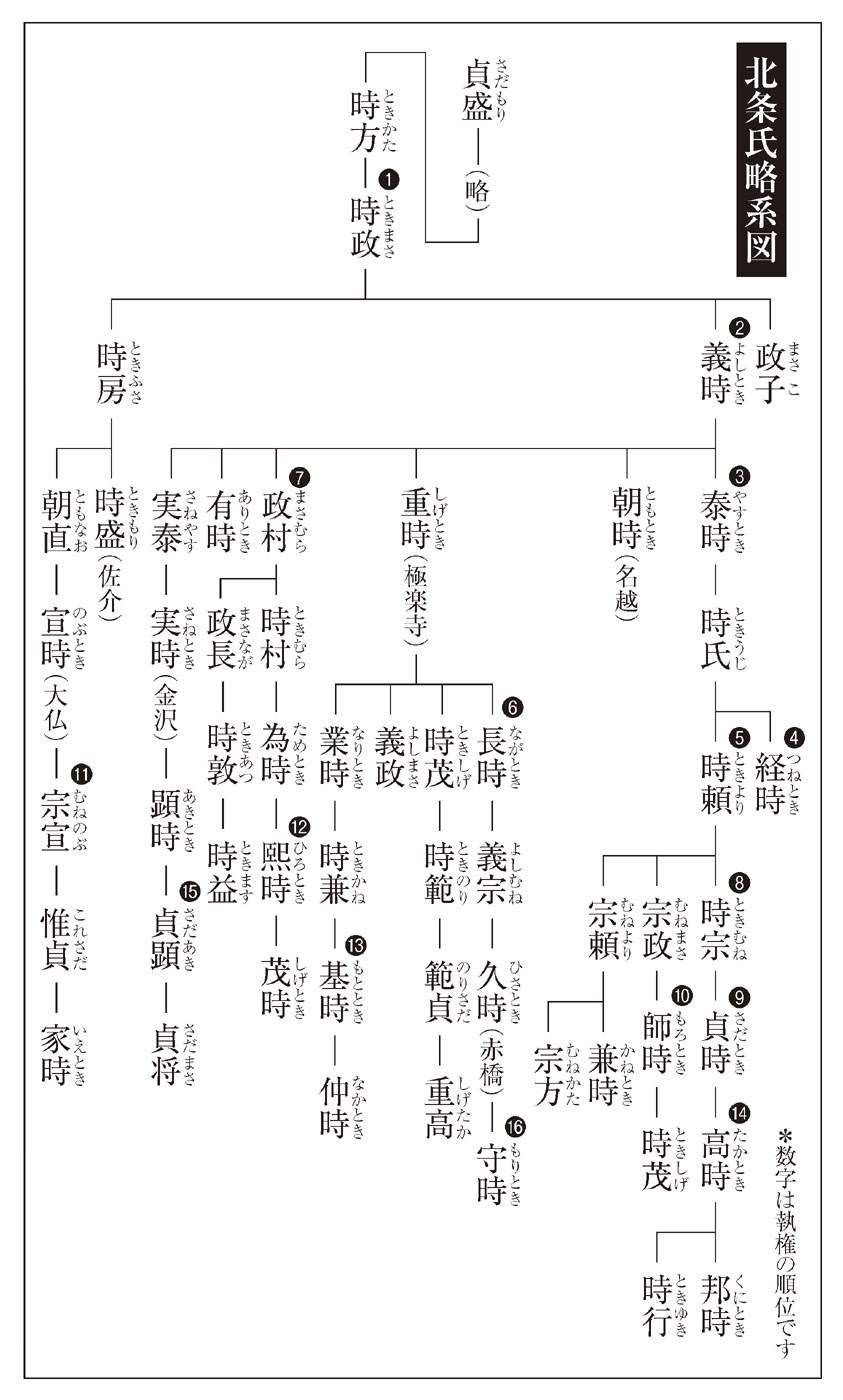 北条氏略系図
*数字は執権の順位です
貞盛 さだもり
(略)
時方 ときかた
❶ 時政 ときまさ
政子 まさこ
❷ 義時 よしとき
時房 ときふさ
❸ 泰時 やすとき
時氏 ときうじ
❹ 経時 つねとき
❺ 時頼 ときより
❽ 時宗 ときむね
❾ 貞時 さだとき
⓮ 高時 たかとき
邦時 くにとき
時行 ときゆき
宗政 むねまさ
❿ 師時 もろとき
時茂 ときしげ
宗頼 むねより
兼時 かねとき
宗方 むねかた
朝時 ともとき (名越)
重時 しげとき (極楽寺)
❻ 長時 ながとき
義宗 よしむね
久時 ひさとき (赤橋)
⓰ 守時 もりとき
時茂 ときしげ
時範 ときのり
範貞 のりさだ
重高 しげたか
義政 よしまさ
業時 なりとき
時兼 ときかね
⓭ 基時 もととき
仲時 なかとき
❼ 政村 まさむら
時村 ときむら
為時 ためとき
⓬ 熙時 ひろとき
茂時 しげとき
政長 まさなが
時敦 ときあつ
時益 ときます
有時 ありとき
実泰 さねやす
実時 さねとき (金沢)
顕時 あきとき
⓯ 貞顕 さだあき
貞将 さだまさ
時盛 ときもり (佐介)
朝直 ともなお
宣時 のぶとき (大仏)
⓫ 宗宣 むねのぶ
惟貞 これさだ
家時 いえとき